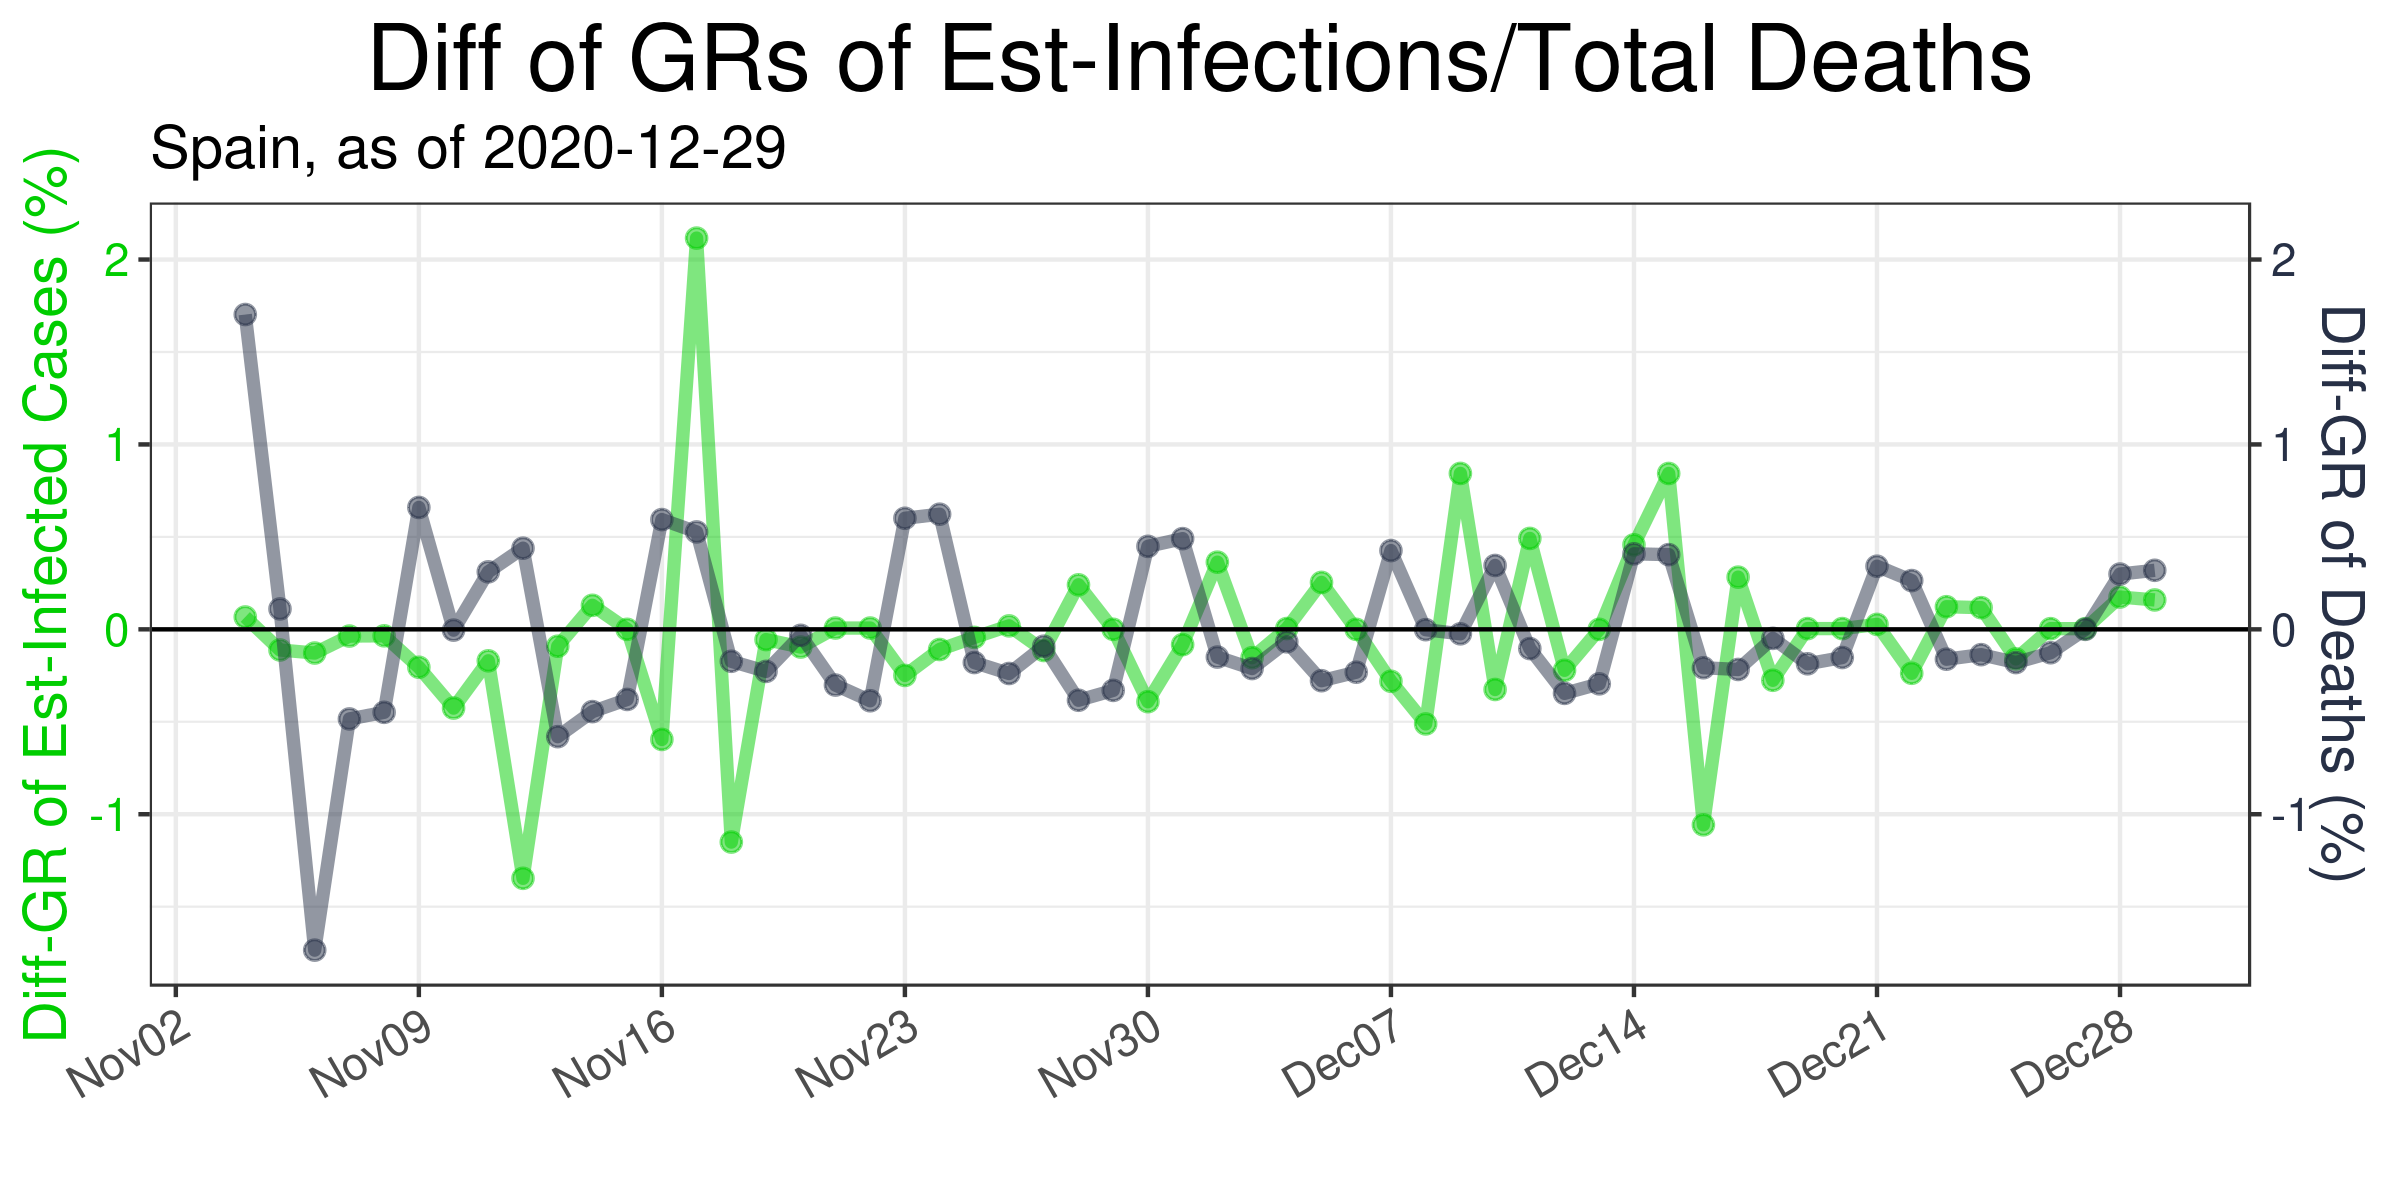 Diff of GRs of Est-Infections/Total Deaths
Spain, as of 2020-12-29
Diff-GR of Est-Infected Cases (%)
2
1
0
-1
2
1
0
-1
Diff-GR of Deaths (%)
Nov02
Nov09
Nov16
Nov23
Nov30
Dec07
Dec14
Dec21
Dec28